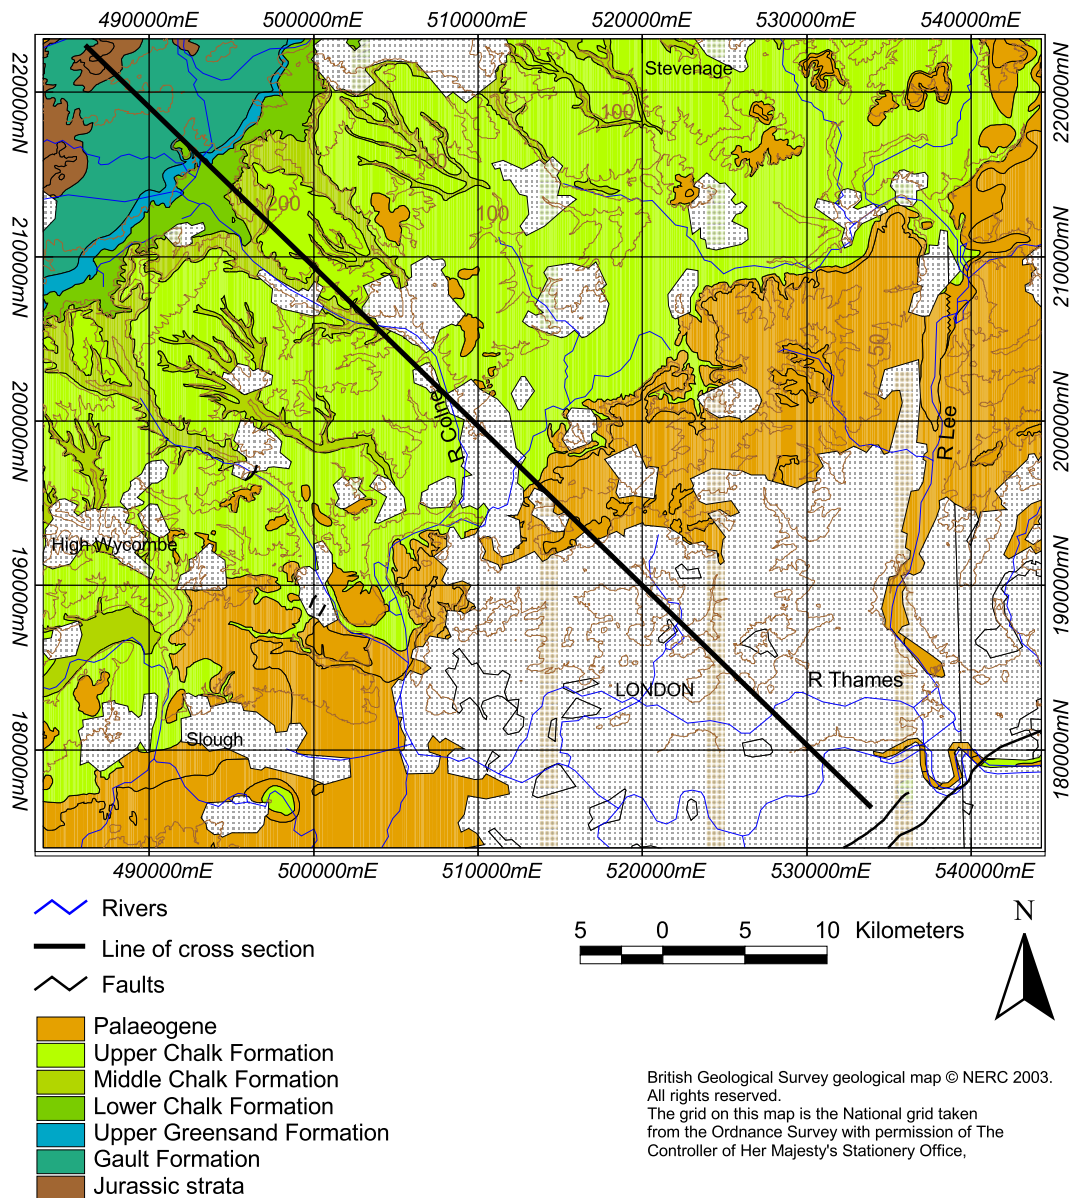 490000mE 500000mE 510000mE 520000mE 530000mE 540000mE
220000mN
210000mN
200000mN
190000mN
180000mN
220000mN
210000mN
200000mN
190000mN
180000mN
Stevenage
100
150
200
100
50
R Colne
R Lee
High Wycombe
LONDON
R Thames
Slough
490000mE 500000mE 510000mE 520000mE 530000mE 540000mE
Rivers
Line of cross section
Faults
5 0 5 10 Kilometers
N
Palaeogene
Upper Chalk Formation
Middle Chalk Formation
Lower Chalk Formation
Upper Greensand Formation
Gault Formation
Jurassic strata
British Geological Survey geological map © NERC 2003.
All rights reserved.
The grid on this map is the National grid taken
from the Ordnance Survey with permission of The
Controller of Her Majesty's Stationery Office,